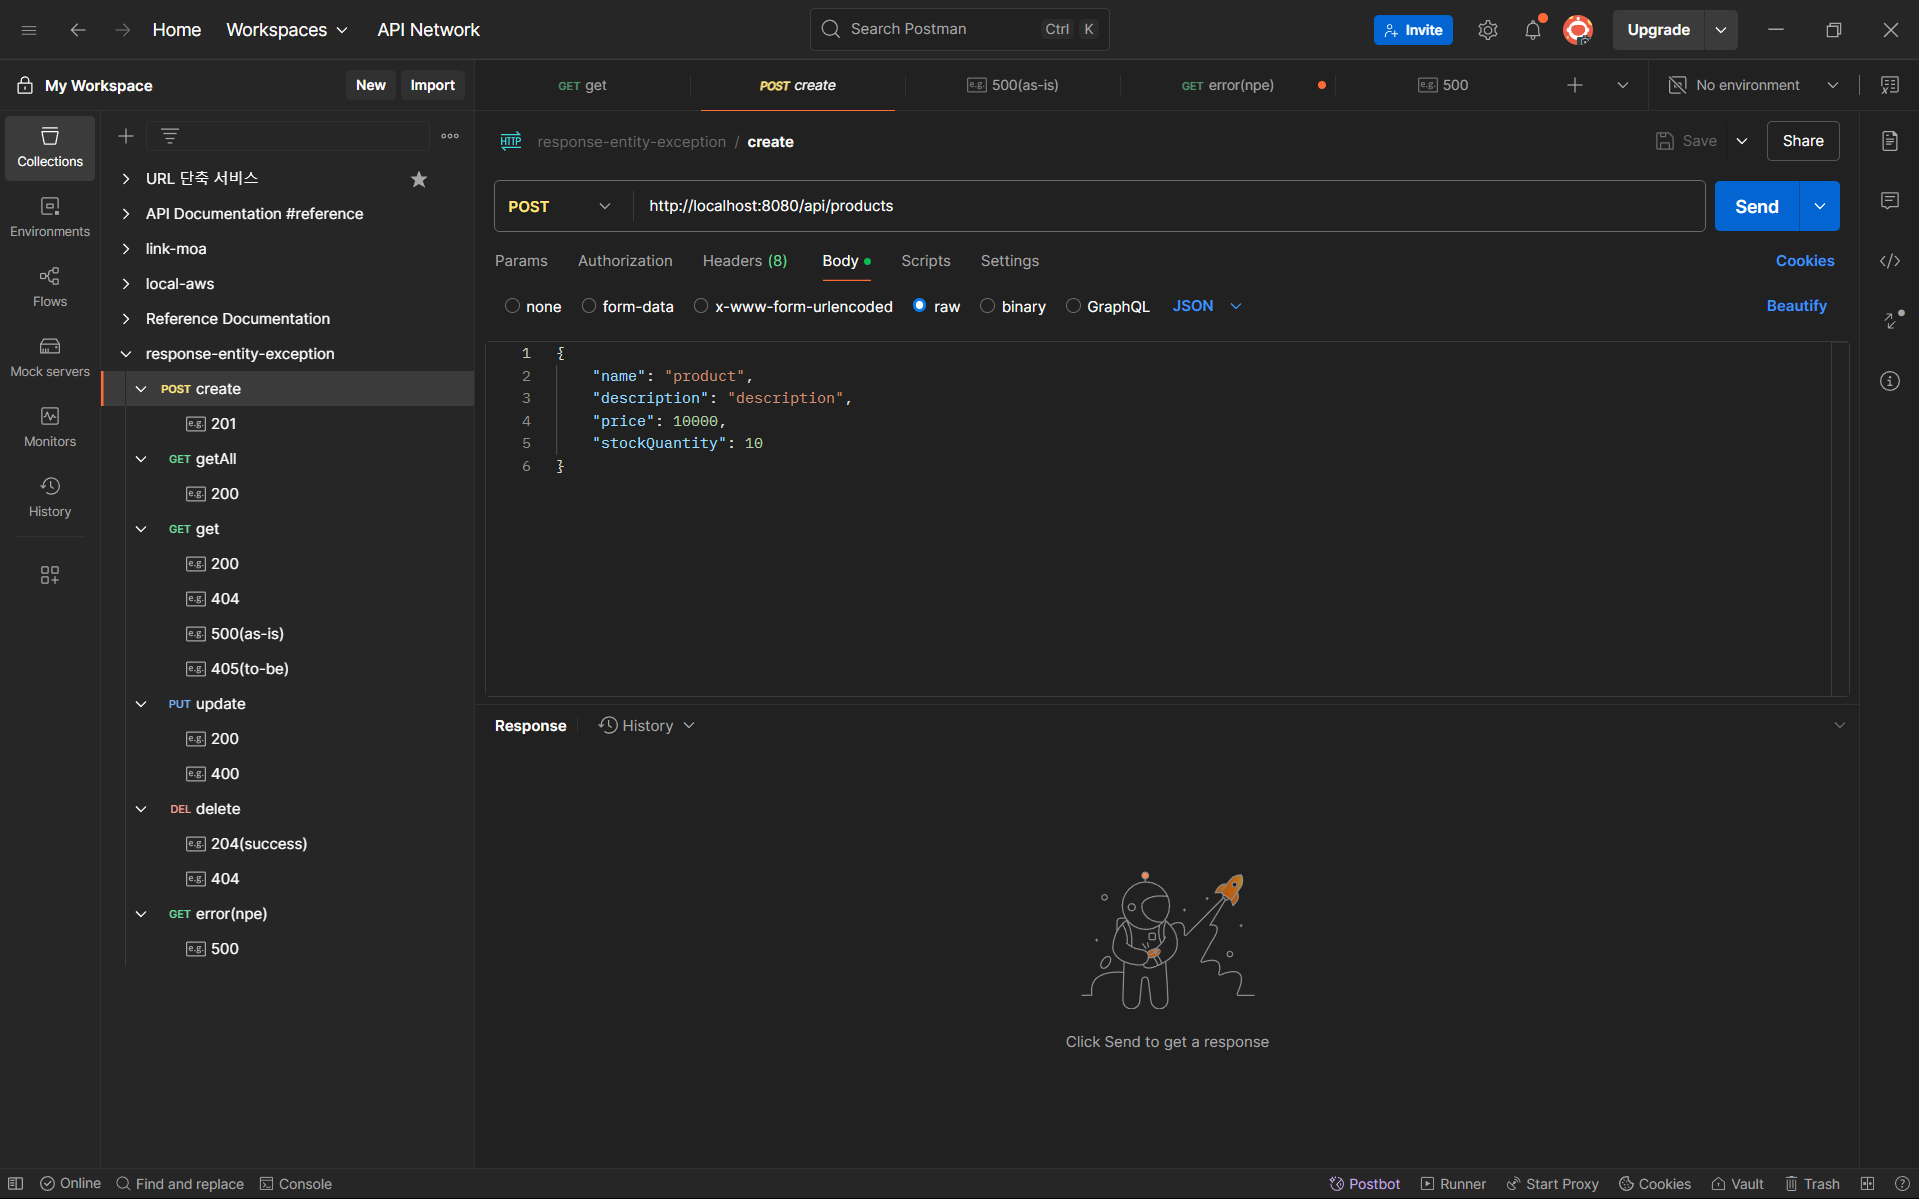 Home Workspaces API Network Search Postman Ctrl K Invite Upgrade
My Workspace New Import
GET get POST create e.g. 500(as-is) GET error(npe) e.g. 500 No environment
Collections
Environments
Flows
Mock servers
Monitors
History
URL 단축 서비스
API Documentation #reference
link-moa
local-aws
Reference Documentation
response-entity-exception
POST create
e.g. 201
GET getAll
e.g. 200
GET get
e.g. 200
e.g. 404
e.g. 500(as-is)
e.g. 405(to-be)
PUT update
e.g. 200
e.g. 400
DEL delete
e.g. 204(success)
e.g. 404
GET error(npe)
e.g. 500
HTTP response-entity-exception / create Save Share
POST http://localhost:8080/api/products Send
Params Authorization Headers (8) Body Scripts Settings Cookies
none form-data x-www-form-urlencoded raw binary GraphQL JSON Beautify
1 {
2 "name": "product",
3 "description": "description",
4 "price": 10000,
5 "stockQuantity": 10
6 }
Response History
Click Send to get a response
Online Find and replace Console Postbot Runner Start Proxy Cookies Vault Trash